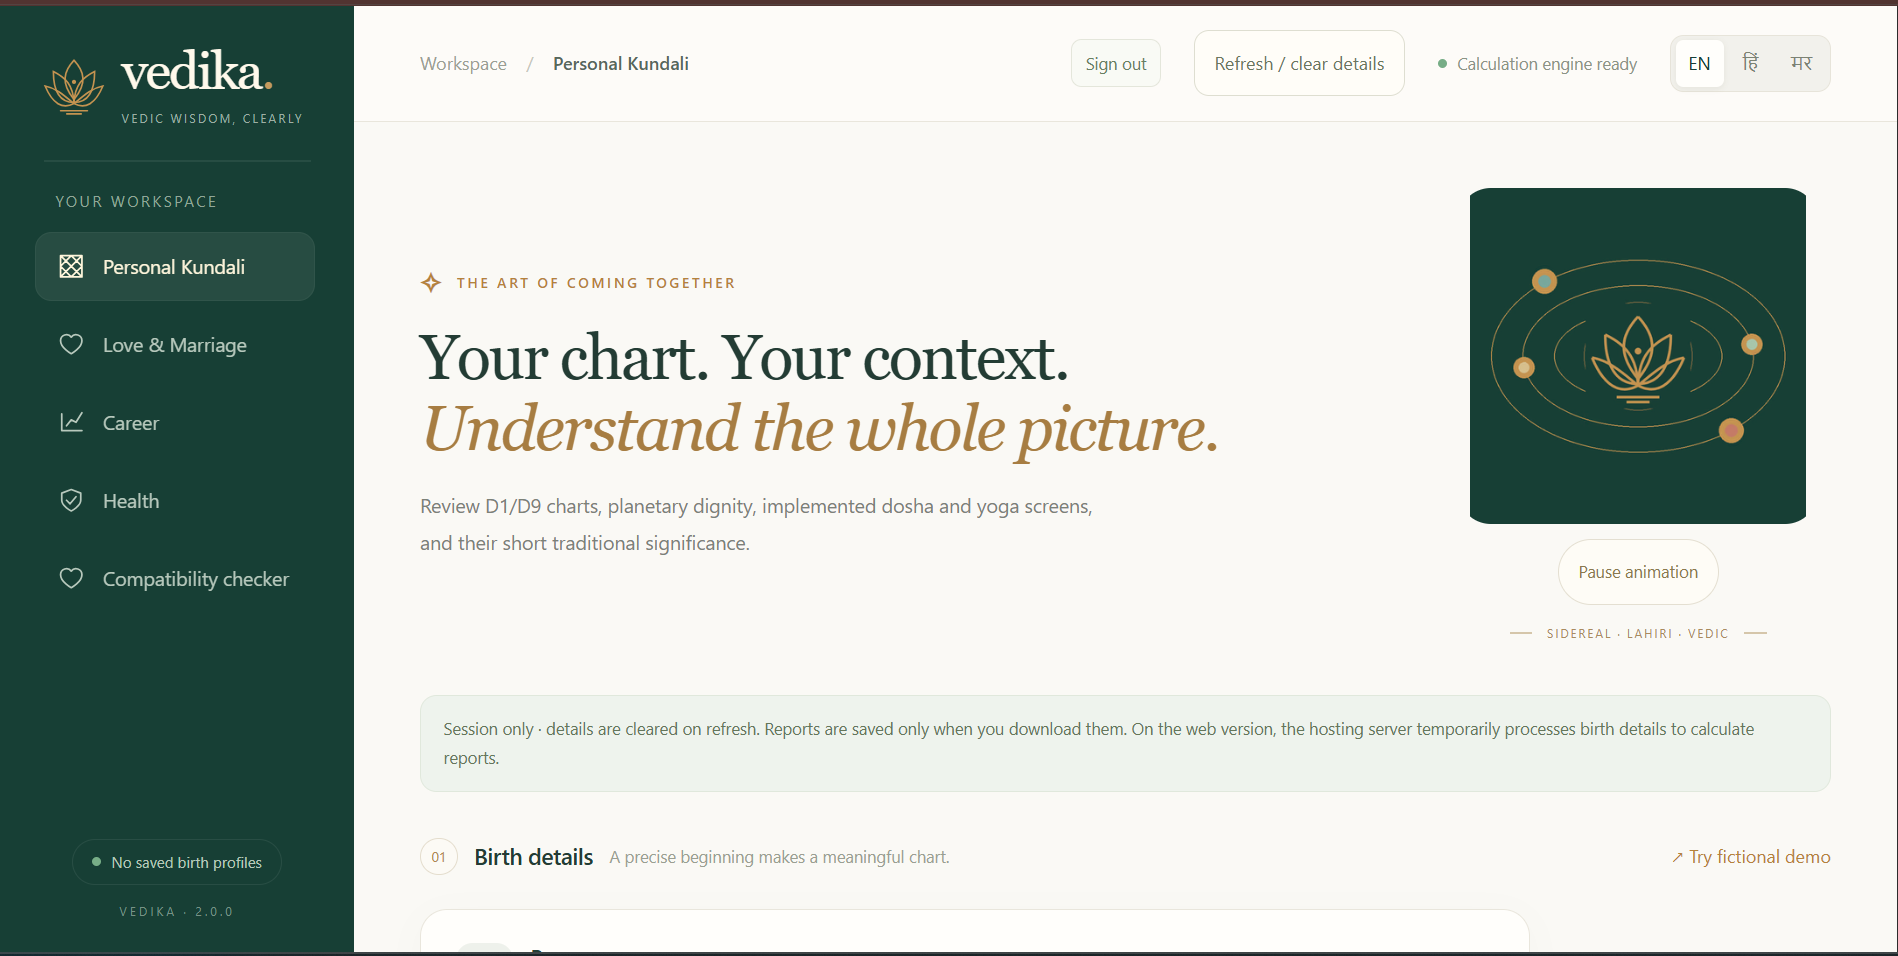 vedika.
VEDIC WISDOM, CLEARLY
YOUR WORKSPACE
Personal Kundali
Love & Marriage
Career
Health
Compatibility checker
No saved birth profiles
VEDIKA · 2.0.0
Workspace / Personal Kundali
Sign out
Refresh / clear details
Calculation engine ready
EN
हिं
मर
THE ART OF COMING TOGETHER
Your chart. Your context.
Understand the whole picture.
Review D1/D9 charts, planetary dignity, implemented dosha and yoga screens,
and their short traditional significance.
Pause animation
SIDEREAL · LAHIRI · VEDIC
Session only · details are cleared on refresh. Reports are saved only when you download them. On the web version, the hosting server temporarily processes birth details to calculate
reports.
01 Birth details A precise beginning makes a meaningful chart.
↗ Try fictional demo